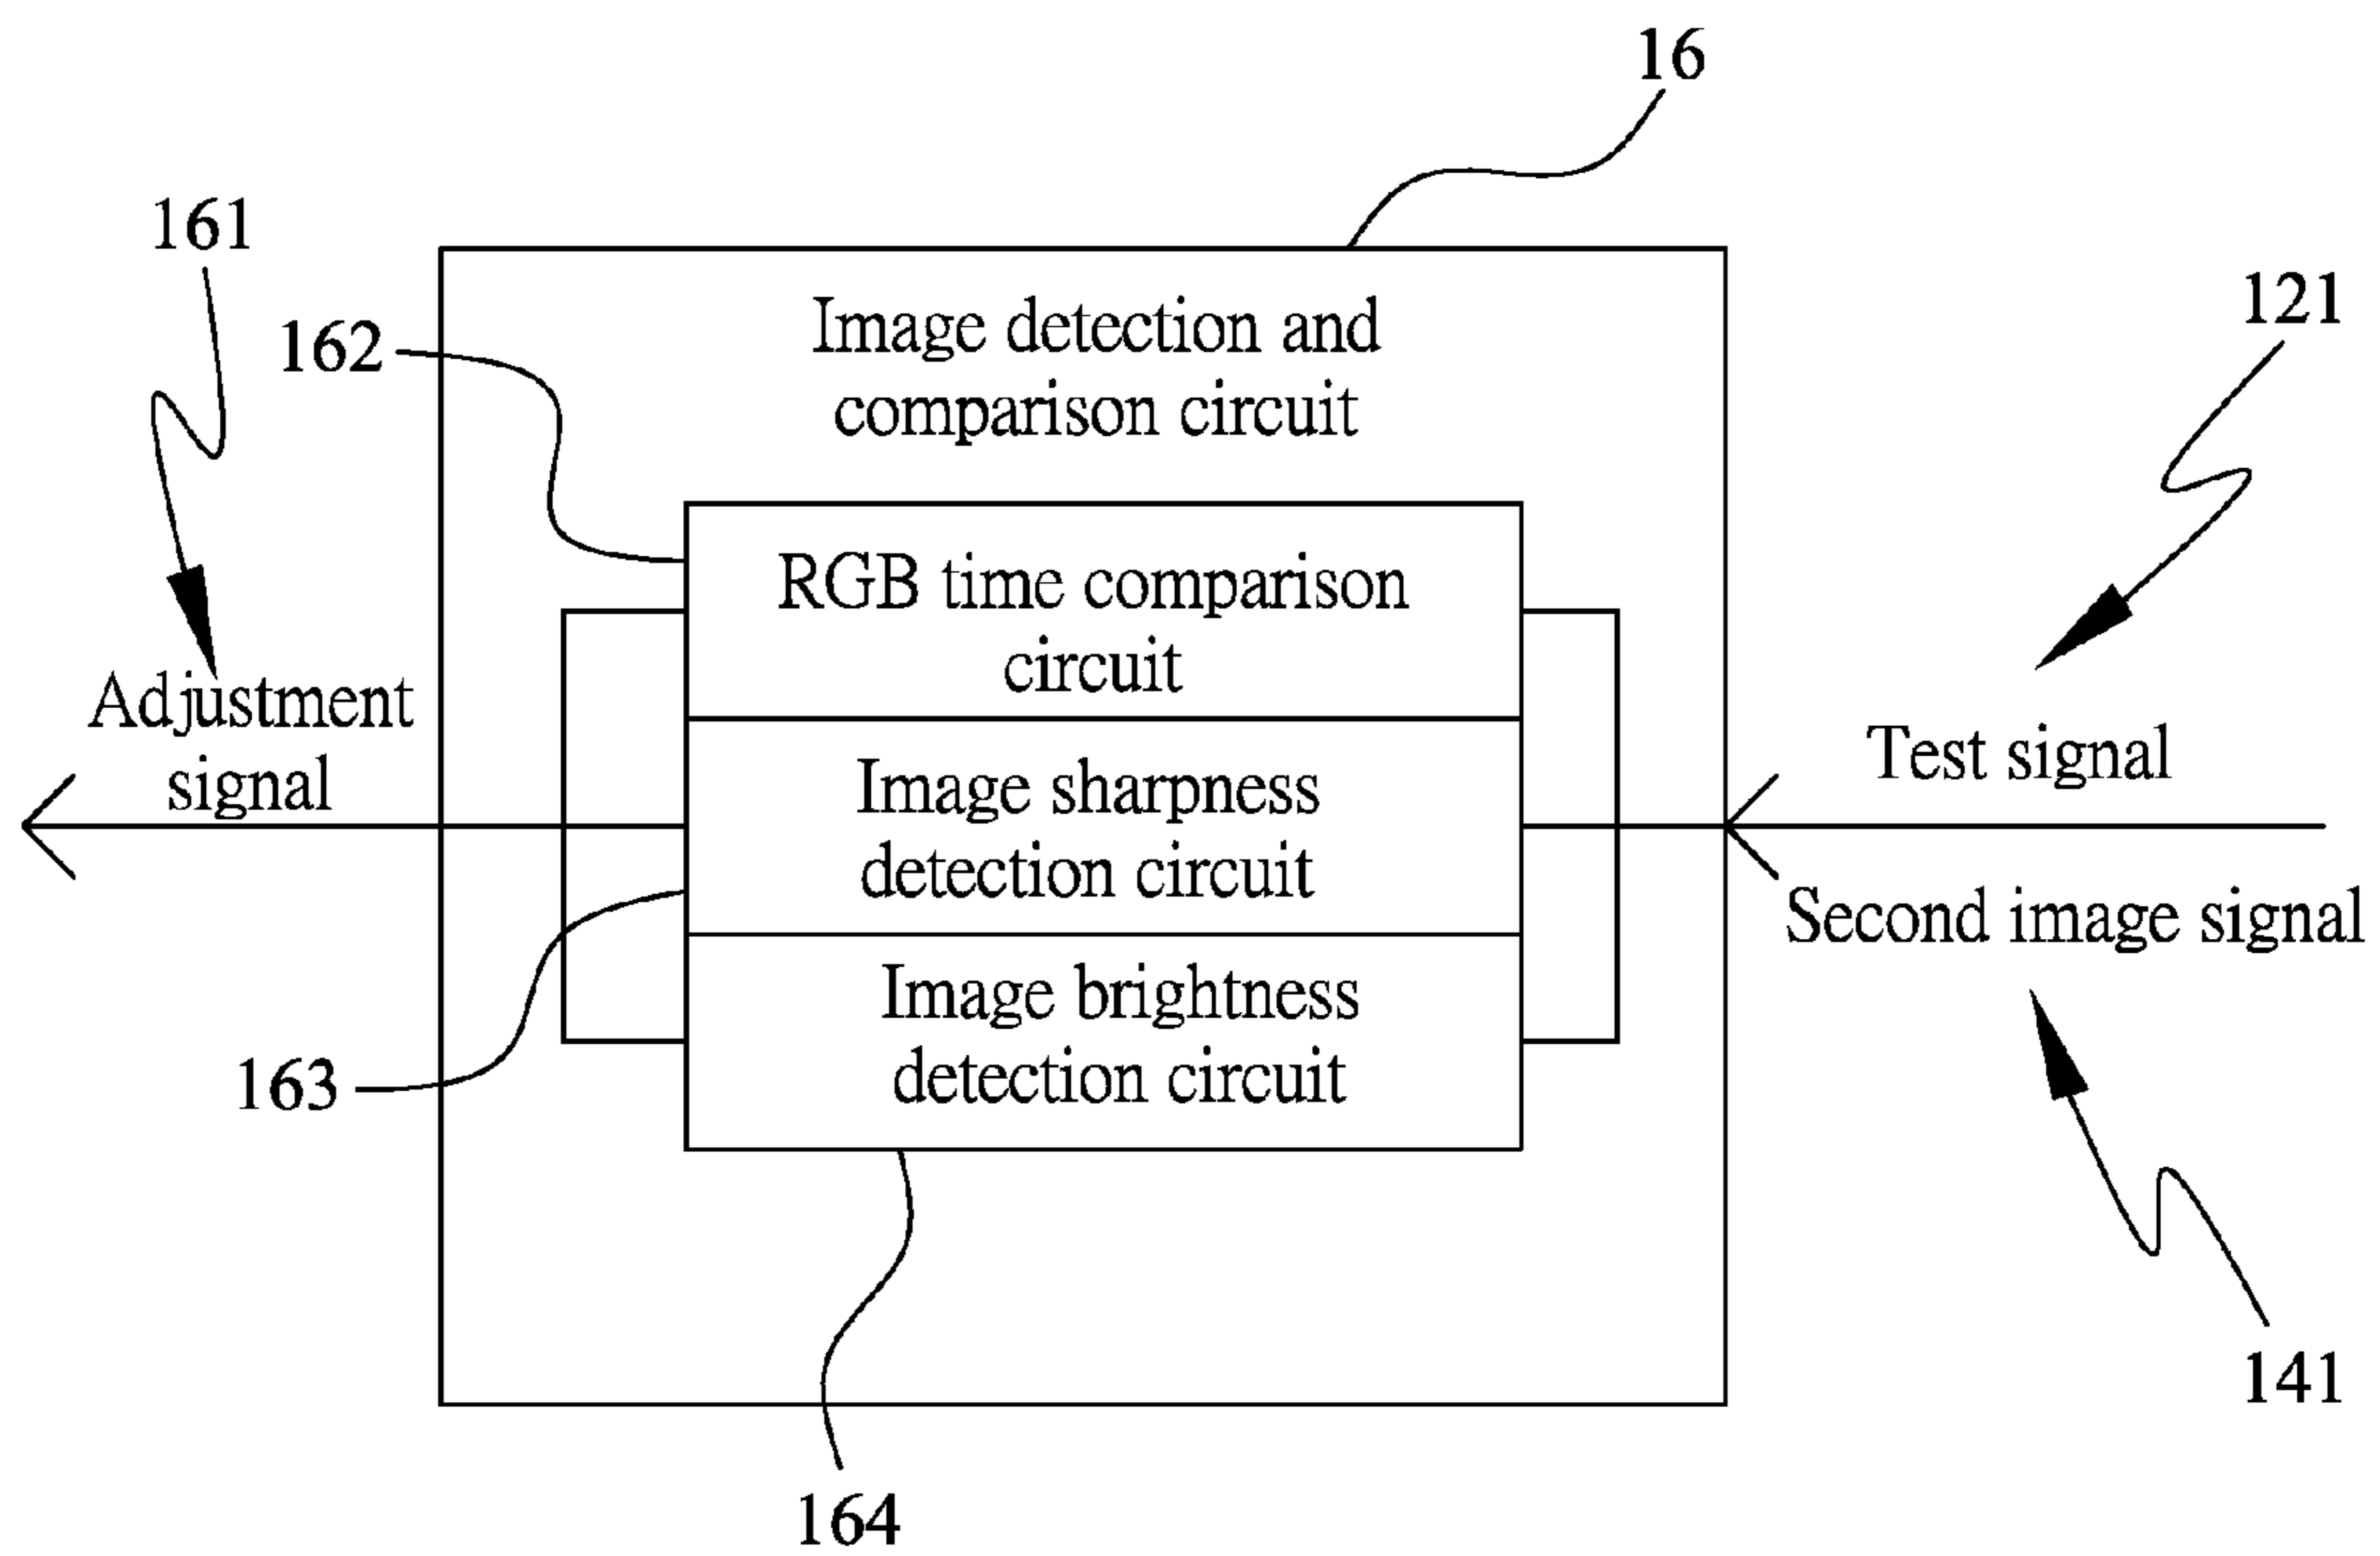 16
161
121
162
Image detection and
comparison circuit
RGB time comparison
circuit
Adjustment
signal
Test signal
Image sharpness
detection circuit
Second image signal
Image brightness
detection circuit
163
141
164